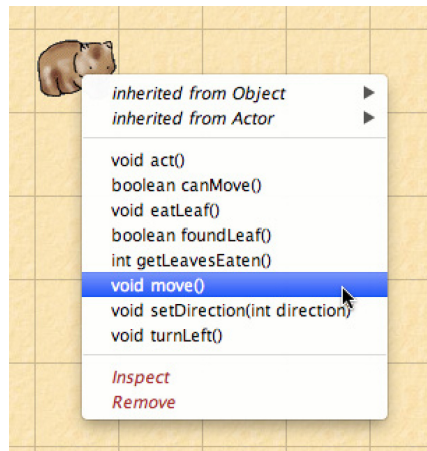 inherited from Object
inherited from Actor
void act()
boolean canMove()
void eatLeaf()
boolean foundLeaf()
int getLeavesEaten()
void move()
void setDirection(int direction)
void turnLeft()
Inspect
Remove